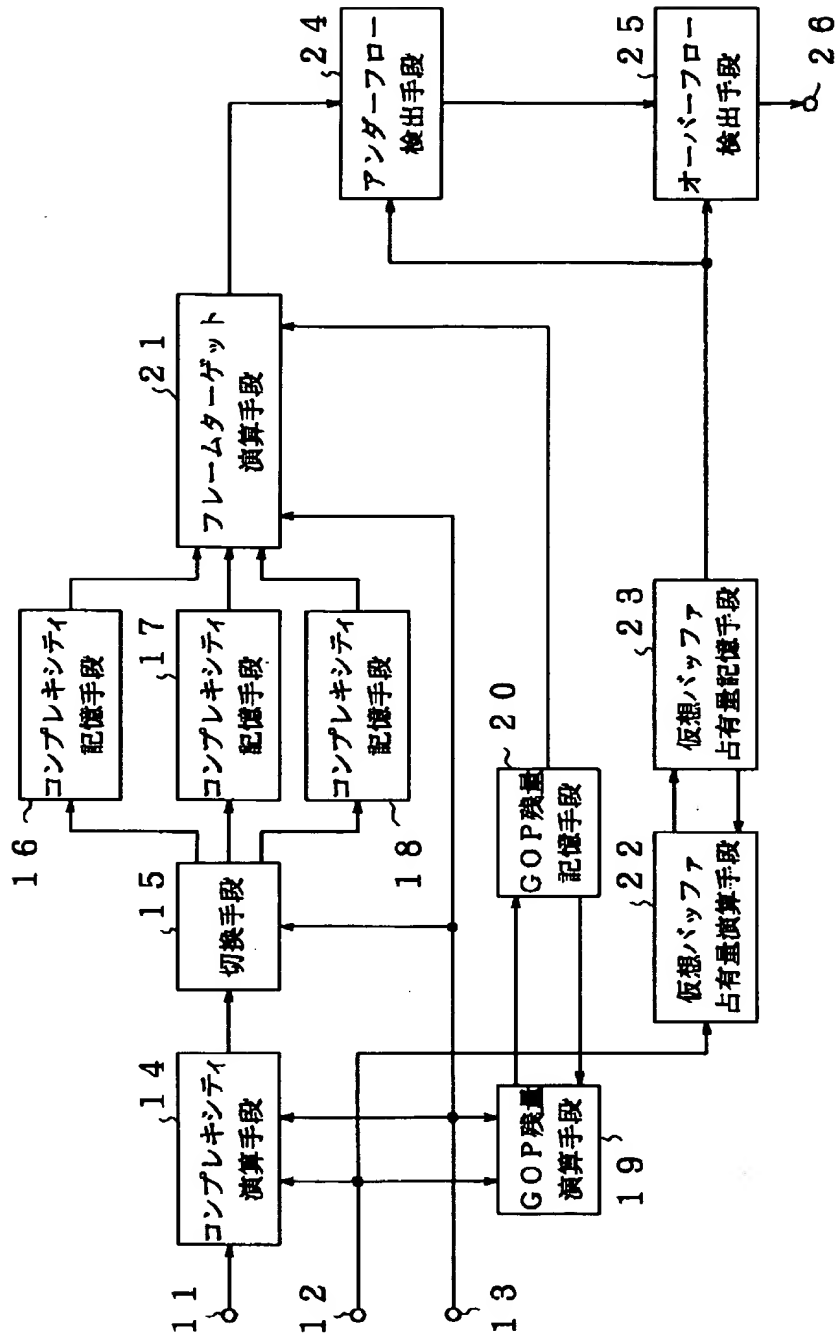 11
12
13
14
コンプレキシティ
演算手段
15
切換手段
16
コンプレキシティ
記憶手段
17
コンプレキシティ
記憶手段
18
コンプレキシティ
記憶手段
19
GOP残量
演算手段
20
GOP残量
記憶手段
21
フレームターゲット
演算手段
22
仮想バッファ
占有量演算手段
23
仮想バッファ
占有量記憶手段
24
アンダーフロー
検出手段
25
オーバーフロー
検出手段
26